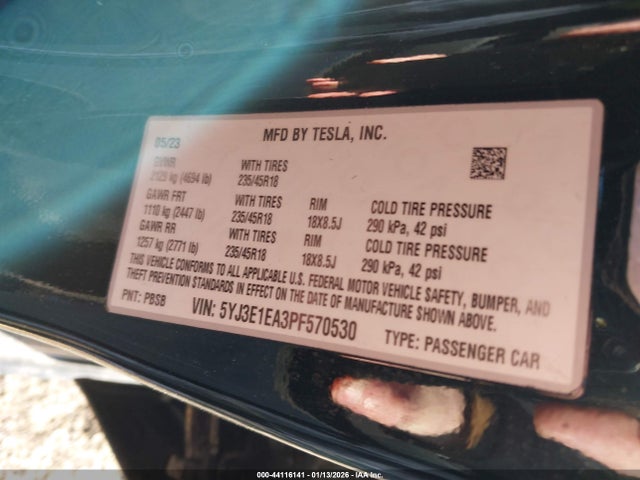 MFD BY TESLA, INC.
05/23
GVWR WITH TIRES
2129 kg (4694 lb) 235/45R18
GAWR FRT WITH TIRES RIM COLD TIRE PRESSURE
1110 kg (2447 lb) 235/45R18 18X8.5J 290 kPa, 42 psi
GAWR RR WITH TIRES RIM COLD TIRE PRESSURE
1257 kg (2771 lb) 235/45R18 18X8.5J 290 kPa, 42 psi
THIS VEHICLE CONFORMS TO ALL APPLICABLE U.S. FEDERAL MOTOR VEHICLE SAFETY, BUMPER, AND
THEFT PREVENTION STANDARDS IN EFFECT ON THE DATE OF MANUFACTURE SHOWN ABOVE.
PNT: PBSB VIN: 5YJ3E1EA3PF570530 TYPE: PASSENGER CAR
000-44116141 - 01/13/2026 - IAA Inc.